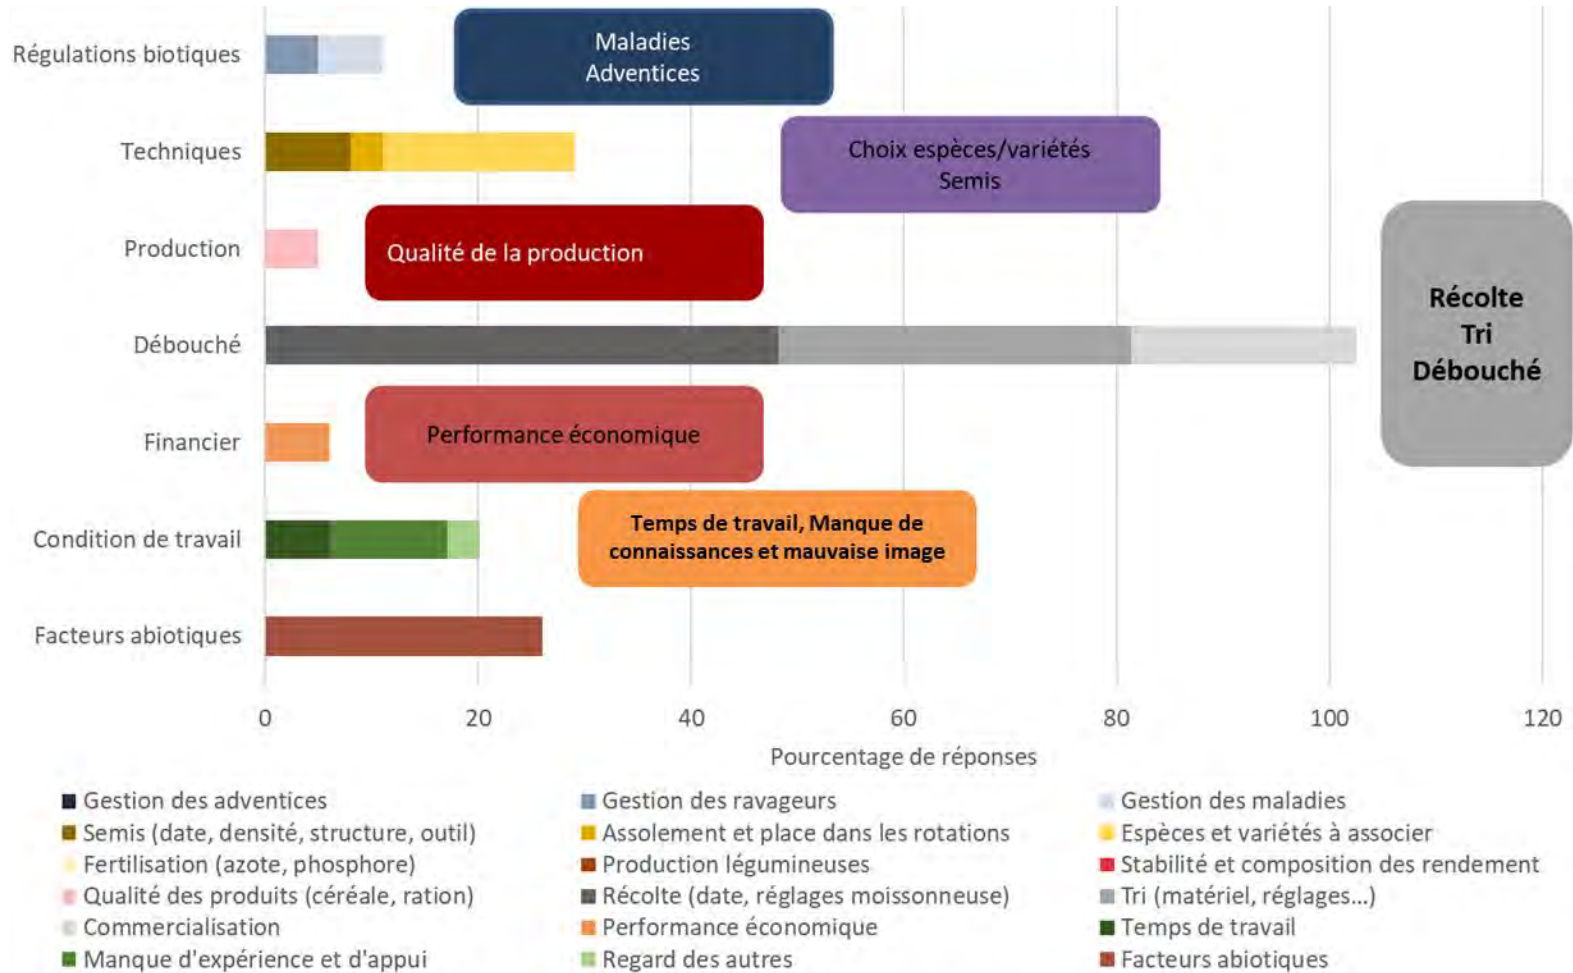 Régulations biotiques
Maladies
Adventices
Techniques
Choix espèces/variétés
Semis
Production
Qualité de la production
Débouché
Récolte
Tri
Débouché
Financier
Performance économique
Condition de travail
Temps de travail, Manque de
connaissances et mauvaise image
Facteurs abiotiques
0 20 40 60 80 100 120
Pourcentage de réponses
Gestion des adventices Gestion des ravageurs Gestion des maladies
Semis (date, densité, structure, outil) Assolement et place dans les rotations Espèces et variétés à associer
Fertilisation (azote, phosphore) Production légumineuses Stabilité et composition des rendement
Qualité des produits (céréale, ration) Récolte (date, réglages moissonneuse) Tri (matériel, réglages...)
Commercialisation Performance économique Temps de travail
Manque d'expérience et d'appui Regard des autres Facteurs abiotiques